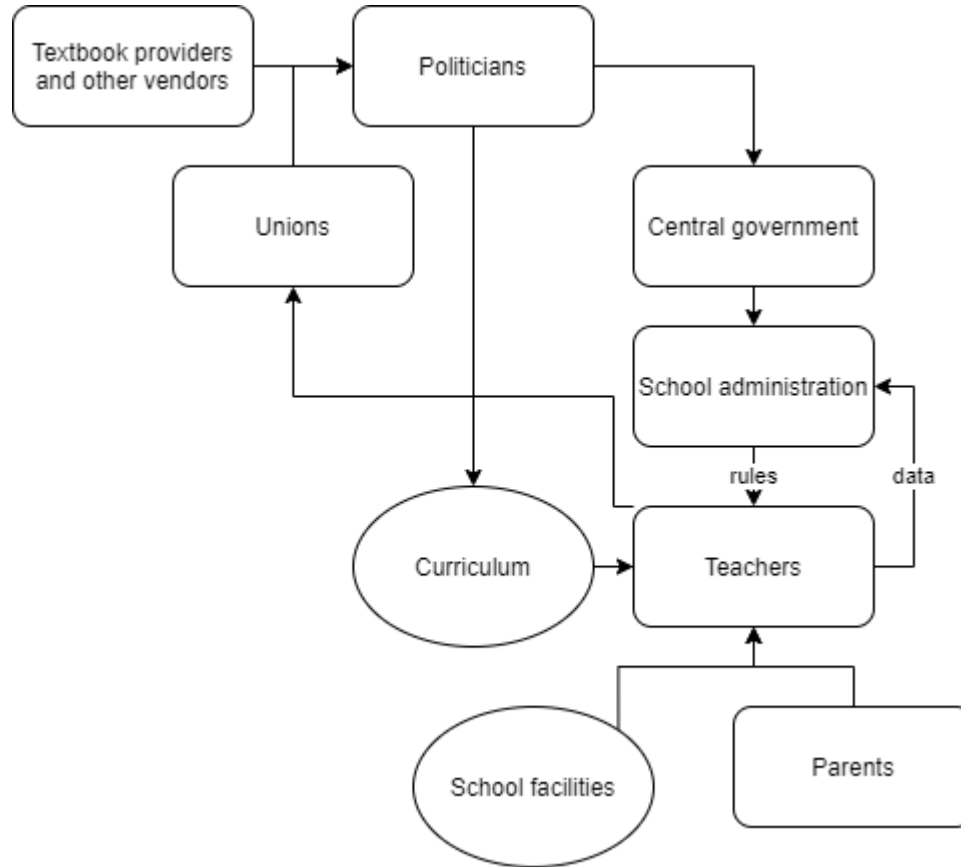 Textbook providers
and other vendors
Politicians
Unions
Central government
School administration
rules
data
Curriculum
Teachers
School facilities
Parents